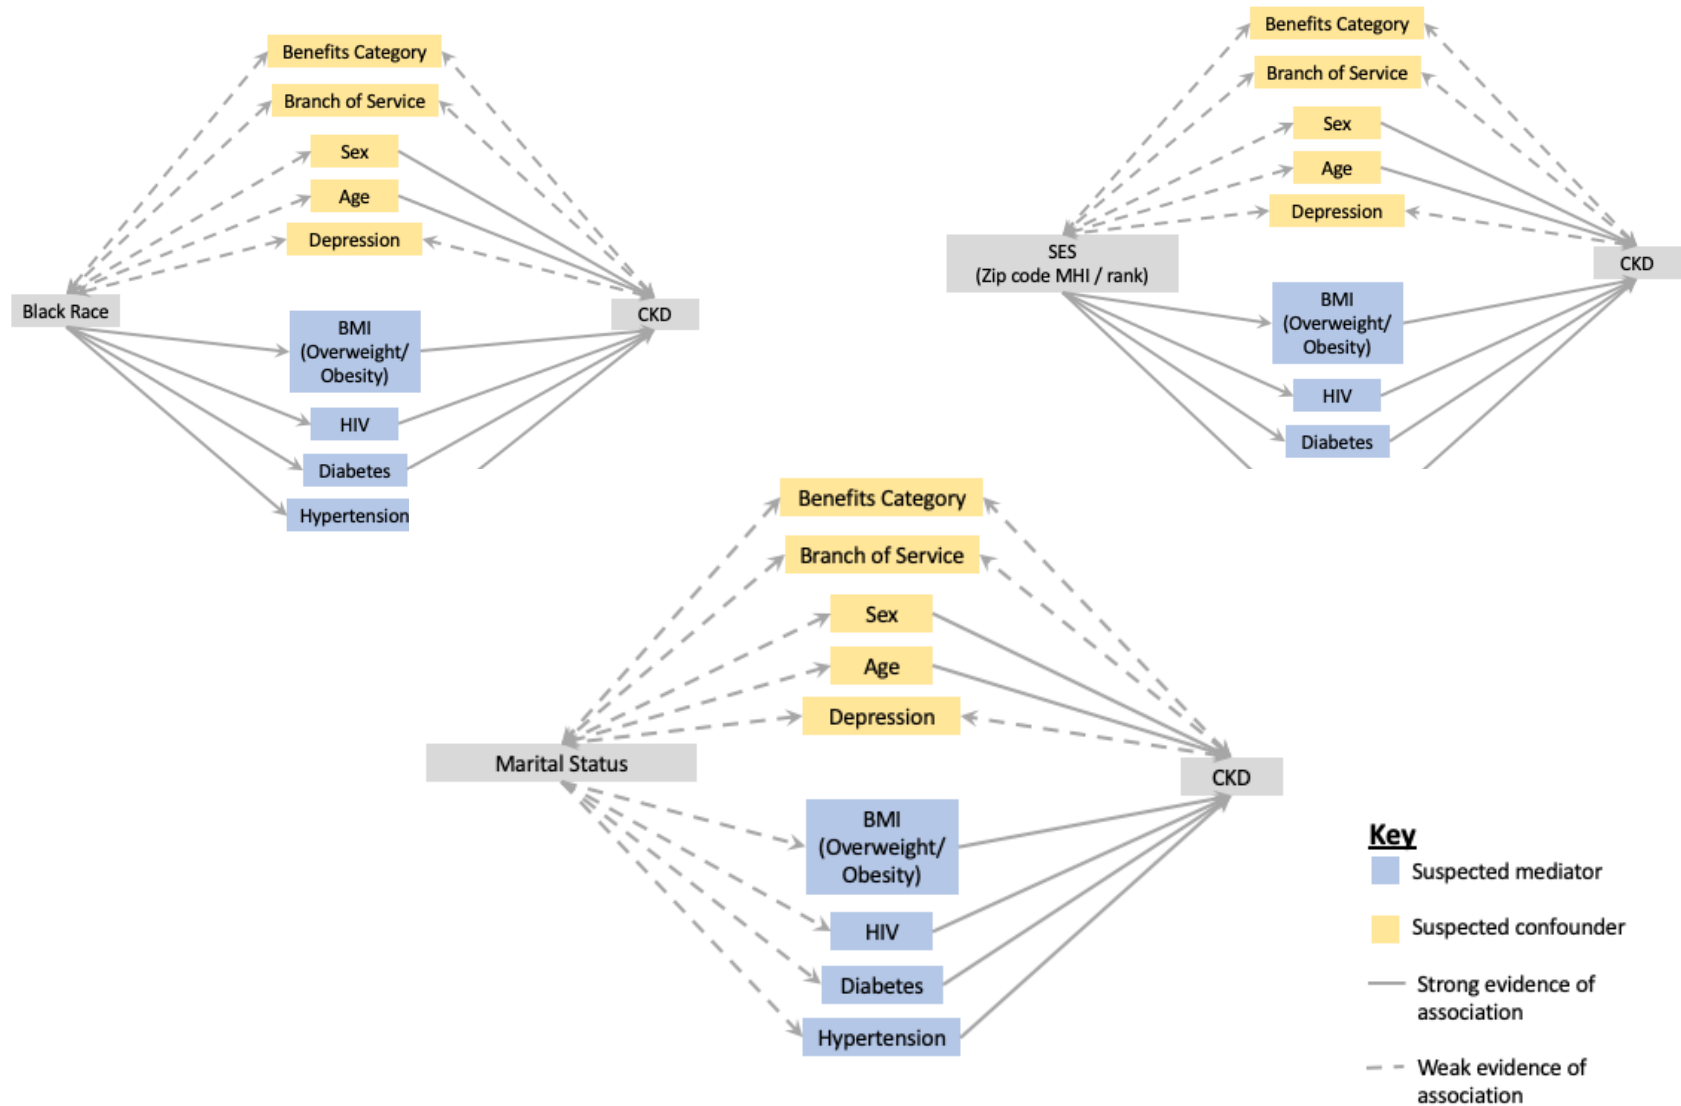 Benefits Category
Branch of Service
Sex
Age
Depression
Black Race
CKD
BMI
(Overweight/
Obesity)
HIV
Diabetes
Hypertension
Benefits Category
Branch of Service
Sex
Age
Depression
SES
(Zip code MHI / rank)
CKD
BMI
(Overweight/
Obesity)
HIV
Diabetes
Benefits Category
Branch of Service
Sex
Age
Depression
Marital Status
CKD
BMI
(Overweight/
Obesity)
HIV
Diabetes
Hypertension
Key
Suspected mediator
Suspected confounder
Strong evidence of
association
Weak evidence of
association